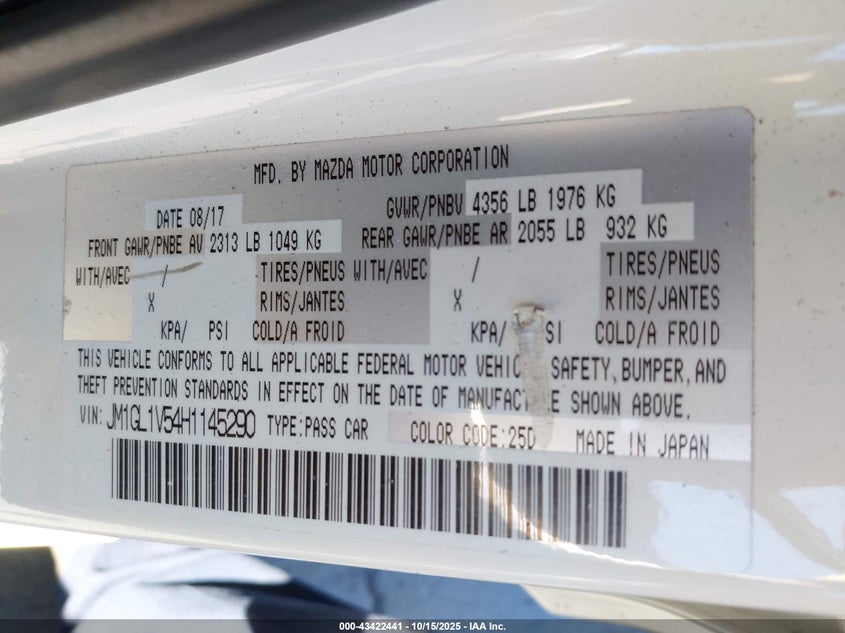 MFD. BY MAZDA MOTOR CORPORATION
DATE 08/17 GVWR/PNBV 4356 LB 1976 KG
FRONT GAWR/PNBE AV 2313 LB 1049 KG REAR GAWR/PNBE AR 2055 LB 932 KG
WITH/AVEC / TIRES/PNEUS WITH/AVEC / TIRES/PNEUS
X RIMS/JANTES X RIMS/JANTES
KPA/ PSI COLD/A FROID KPA/ SI COLD/A FROID
THIS VEHICLE CONFORMS TO ALL APPLICABLE FEDERAL MOTOR VEHIC SAFETY,BUMPER,AND
THEFT PREVENTION STANDARDS IN EFFECT ON THE DATE OF MANUFAC E SHOWN ABOVE.
VIN:JM1GL1V54H1145290 TYPE:PASS CAR COLOR CODE:25D MADE IN JAPAN
000-43422441 - 10/15/2025 - IAA Inc.